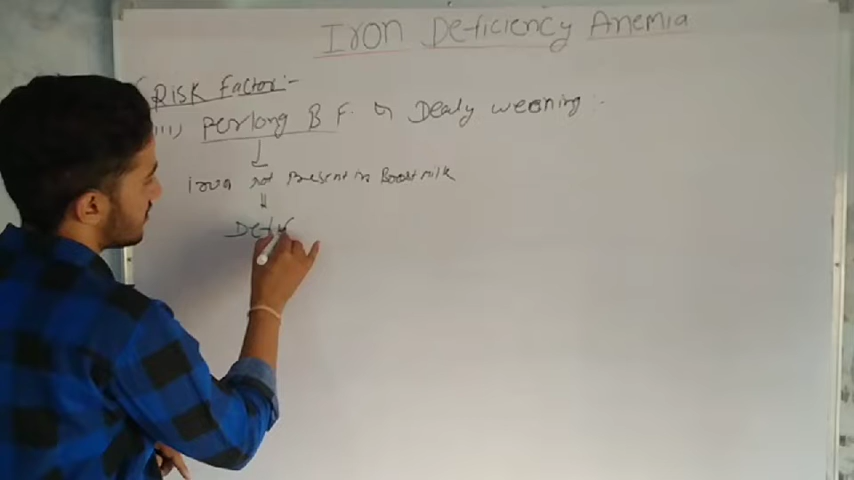 Iron Deficiency Anemia
Risk Factor :-
(iii) Perlong B F. or Dealy weening :-
iron not Present in Breast milk